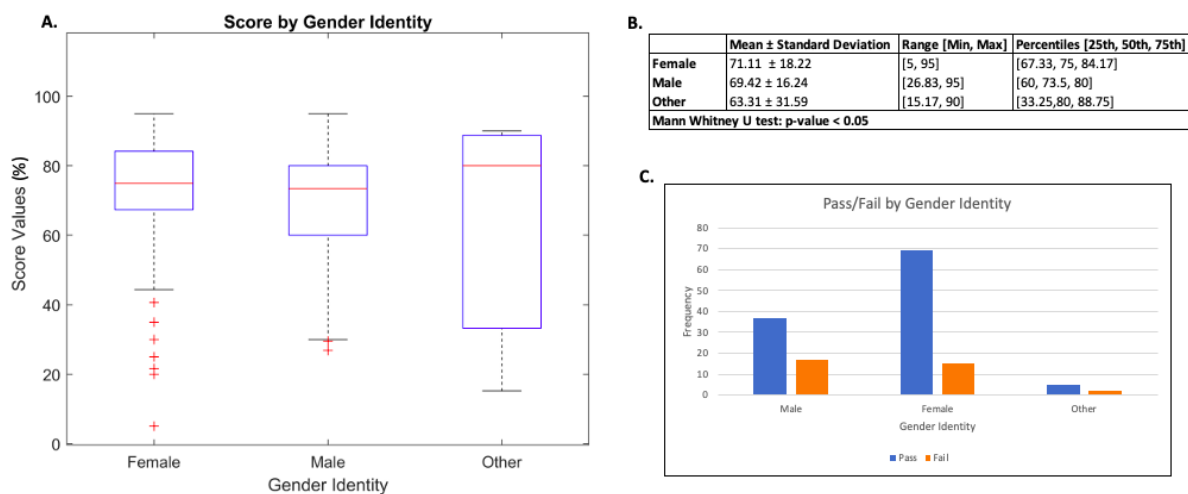 A.
Score by Gender Identity
Score Values (%)
100
80
60
40
20
0
Female Male Other
Gender Identity
B.
Mean ± Standard Deviation Range [Min, Max] Percentiles [25th, 50th, 75th]
Female 71.11 ± 18.22 [5, 95] [67.33, 75, 84.17]
Male 69.42 ± 16.24 [26.83, 95] [60, 73.5, 80]
Other 63.31 ± 31.59 [15.17, 90] [33.25,80, 88.75]
Mann Whitney U test: p-value < 0.05
C.
Pass/Fail by Gender Identity
Frequency
80
70
60
50
40
30
20
10
0
Male Female Other
Gender Identity
Pass Fail